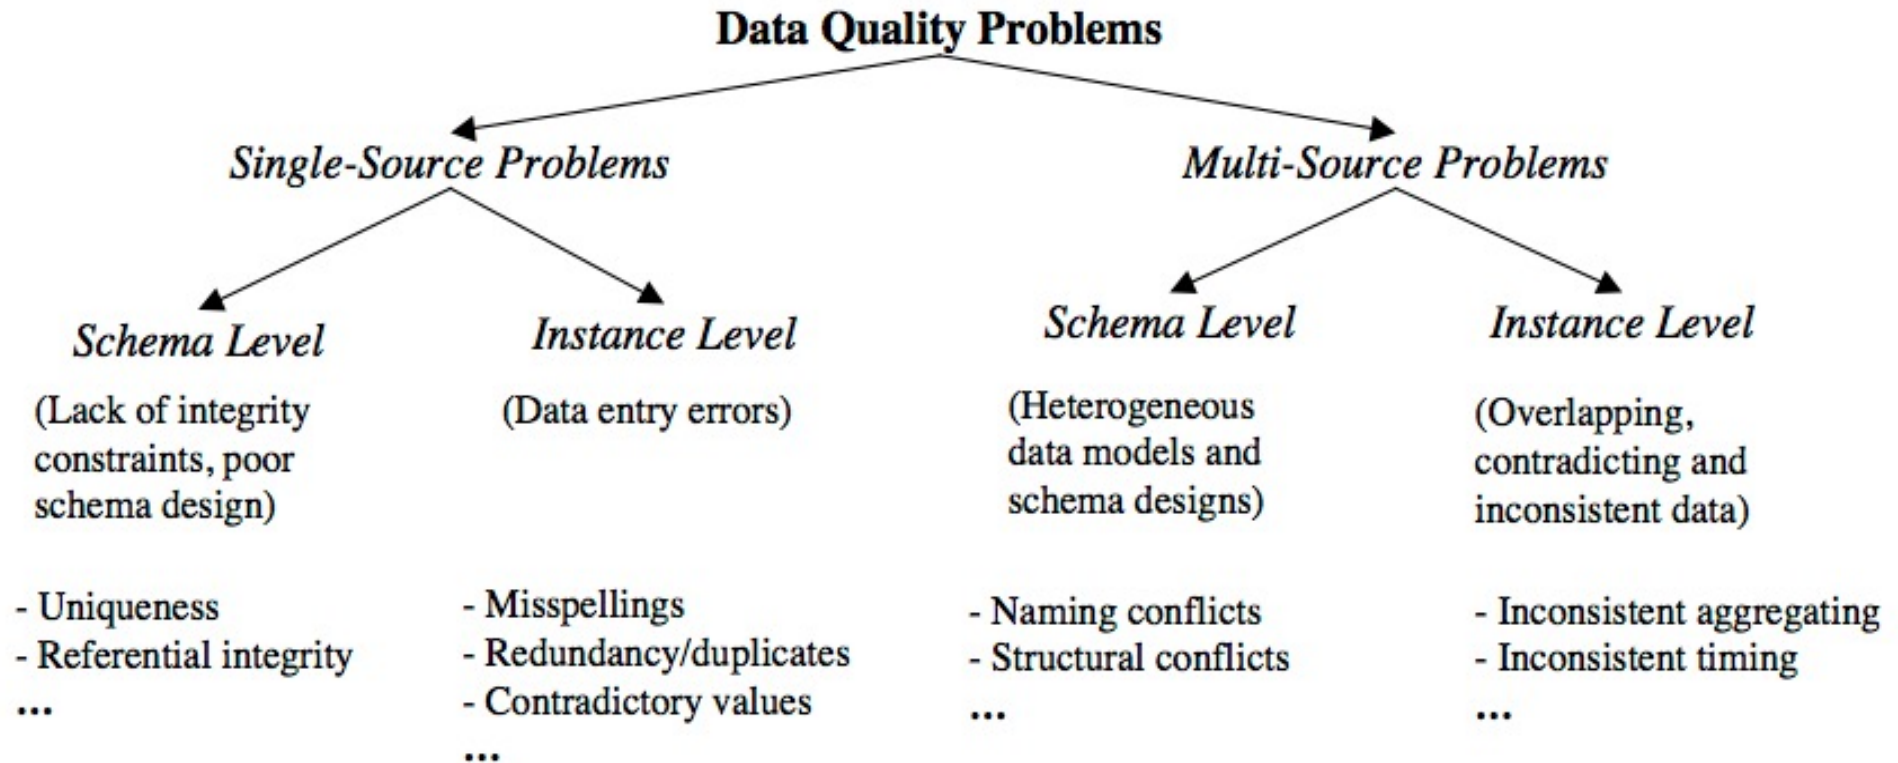 Data Quality Problems
Single-Source Problems
Multi-Source Problems
Schema Level
(Lack of integrity
constraints, poor
schema design)
- Uniqueness
- Referential integrity
...
Instance Level
(Data entry errors)
- Misspellings
- Redundancy/duplicates
- Contradictory values
...
Schema Level
(Heterogeneous
data models and
schema designs)
- Naming conflicts
- Structural conflicts
...
Instance Level
(Overlapping,
contradicting and
inconsistent data)
- Inconsistent aggregating
- Inconsistent timing
...